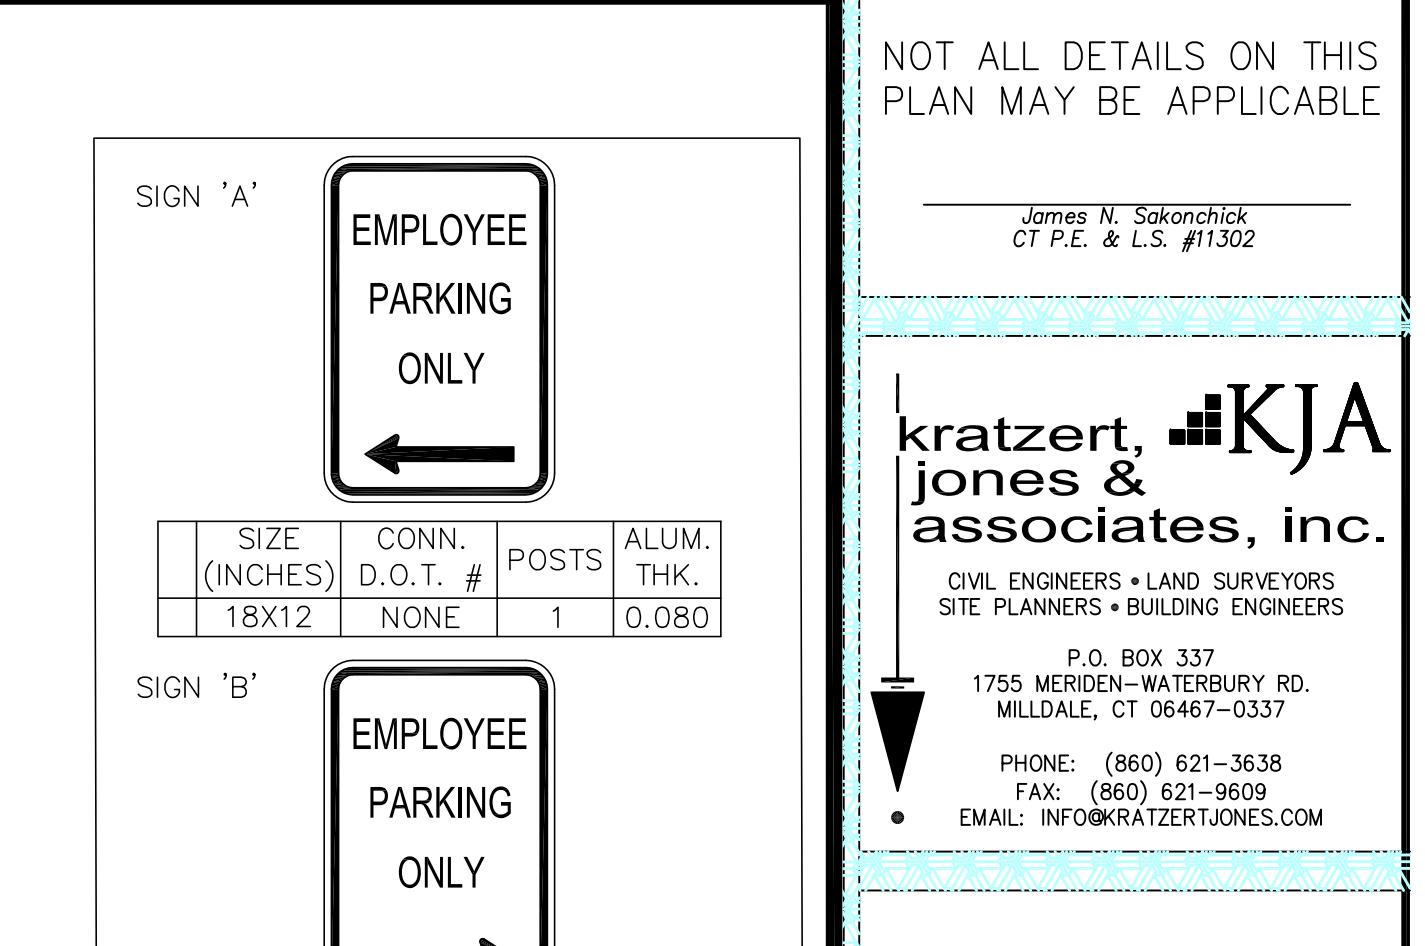 SIGN 'A'
EMPLOYEE
PARKING
ONLY
SIZE (INCHES) CONN. D.O.T. # POSTS ALUM. THK.
18X12 NONE 1 0.080
SIGN 'B'
EMPLOYEE
PARKING
ONLY
NOT ALL DETAILS ON THIS
PLAN MAY BE APPLICABLE
James N. Sakonchick
CT P.E. & L.S. #11302
KJA
kratzert,
jones &
associates, inc.
CIVIL ENGINEERS • LAND SURVEYORS
SITE PLANNERS • BUILDING ENGINEERS
P.O. BOX 337
1755 MERIDEN-WATERBURY RD.
MILLDALE, CT 06467-0337
PHONE: (860) 621-3638
FAX: (860) 621-9609
EMAIL: INFO@KRATZERTJONES.COM